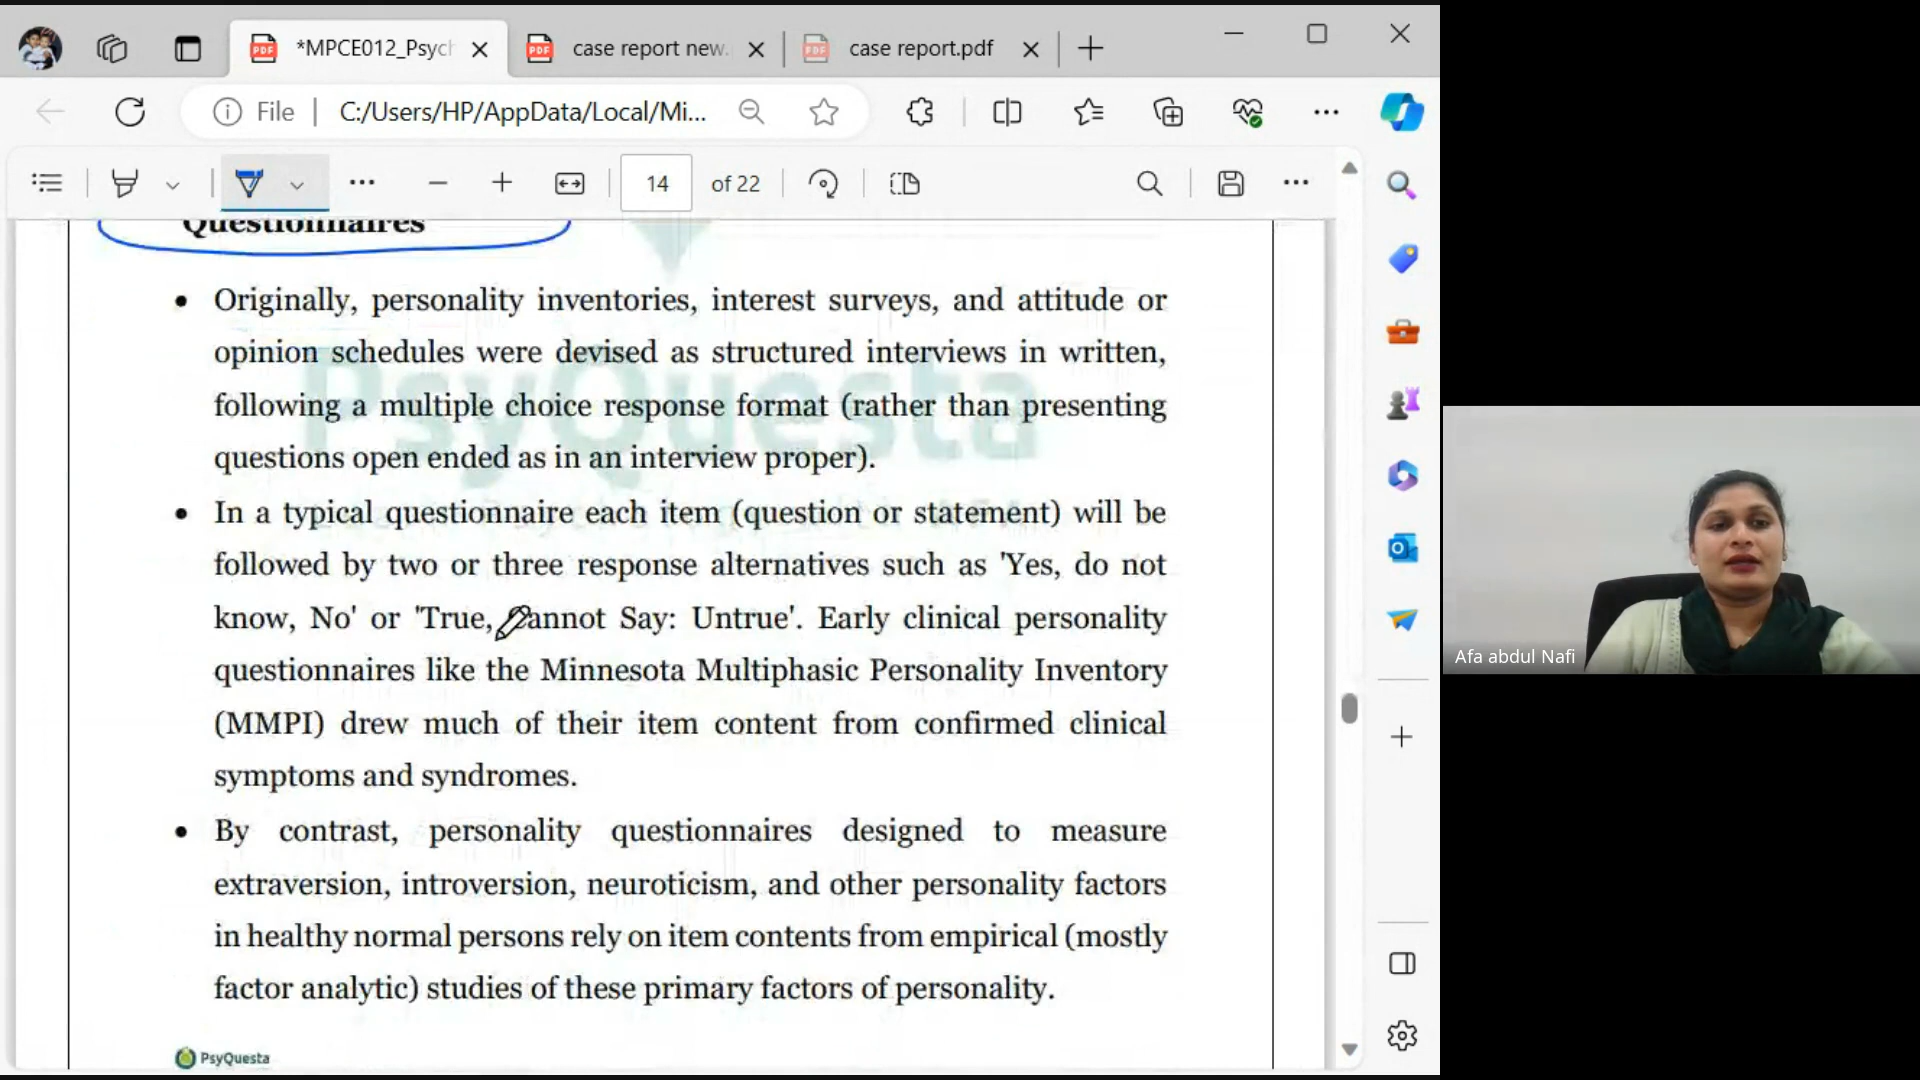 *MPCE012_Psych
case report new.
case report.pdf
File
C:/Users/HP/AppData/Local/Mi...
14 of 22
Questionnaires
PsyQuesta
• Originally, personality inventories, interest surveys, and attitude or
opinion schedules were devised as structured interviews in written,
following a multiple choice response format (rather than presenting
questions open ended as in an interview proper).
• In a typical questionnaire each item (question or statement) will be
followed by two or three response alternatives such as 'Yes, do not
know, No' or 'True, Cannot Say: Untrue'. Early clinical personality
questionnaires like the Minnesota Multiphasic Personality Inventory
(MMPI) drew much of their item content from confirmed clinical
symptoms and syndromes.
• By contrast, personality questionnaires designed to measure
extraversion, introversion, neuroticism, and other personality factors
in healthy normal persons rely on item contents from empirical (mostly
factor analytic) studies of these primary factors of personality.
PsyQuesta
Afa abdul Nafi